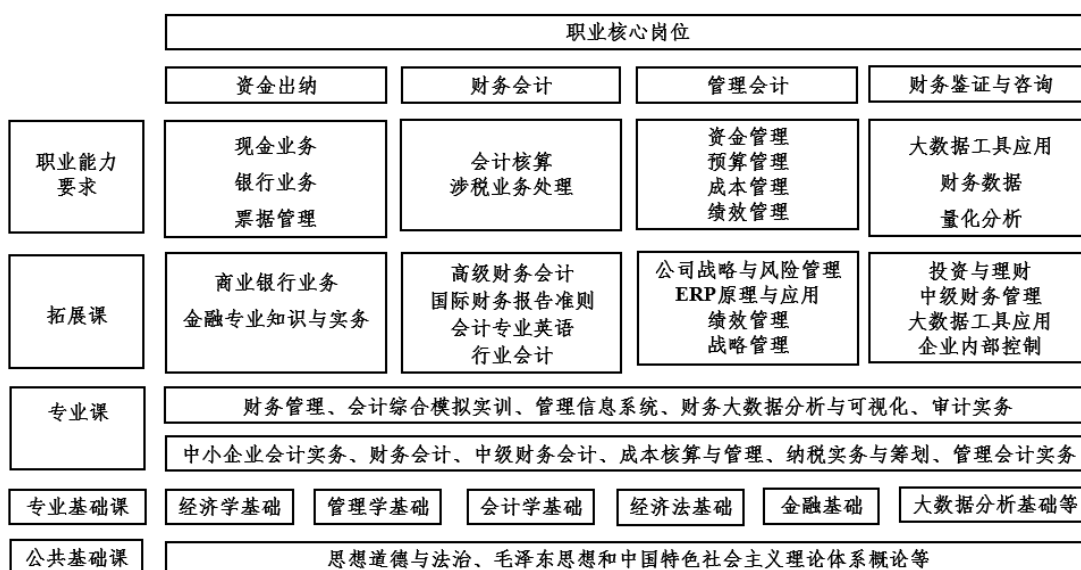 职业核心岗位
资金出纳
财务会计
管理会计
财务鉴证与咨询
职业能力
要求
现金业务
银行业务
票据管理
会计核算
涉税业务处理
资金管理
预算管理
成本管理
绩效管理
大数据工具应用
财务数据
量化分析
拓展课
商业银行业务
金融专业知识与实务
高级财务会计
国际财务报告准则
会计专业英语
行业会计
公司战略与风险管理
ERP原理与应用
绩效管理
战略管理
投资与理财
中级财务管理
大数据工具应用
企业内部控制
专业课
财务管理、会计综合模拟实训、管理信息系统、财务大数据分析与可视化、审计实务
中小企业会计实务、财务会计、中级财务会计、成本核算与管理、纳税实务与筹划、管理会计实务
专业基础课
经济学基础
管理学基础
会计学基础
经济法基础
金融基础
大数据分析基础等
公共基础课
思想道德与法治、毛泽东思想和中国特色社会主义理论体系概论等